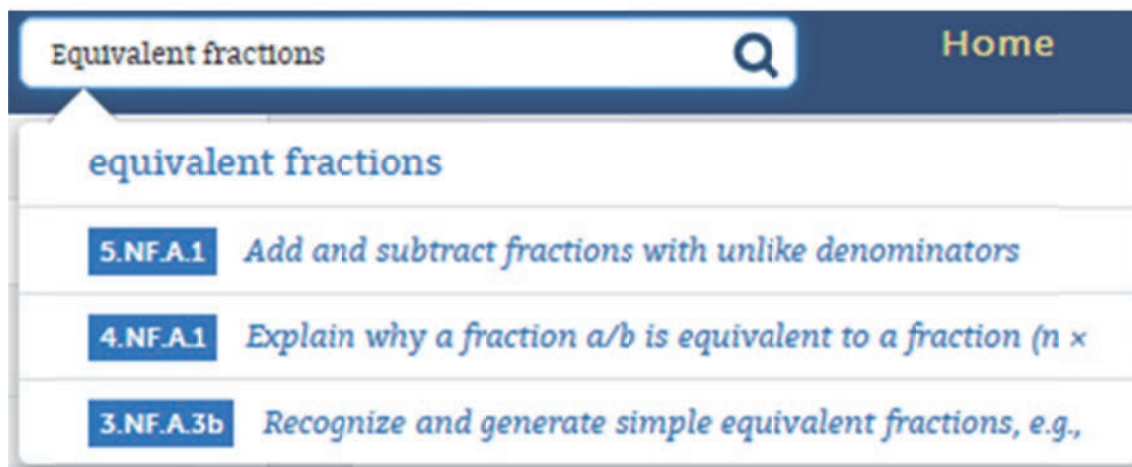 Equivalent fractions Home
equivalent fractions
5.NF.A.1 Add and subtract fractions with unlike denominators
4.NF.A.1 Explain why a fraction a/b is equivalent to a fraction (n ×
3.NF.A.3b Recognize and generate simple equivalent fractions, e.g.,